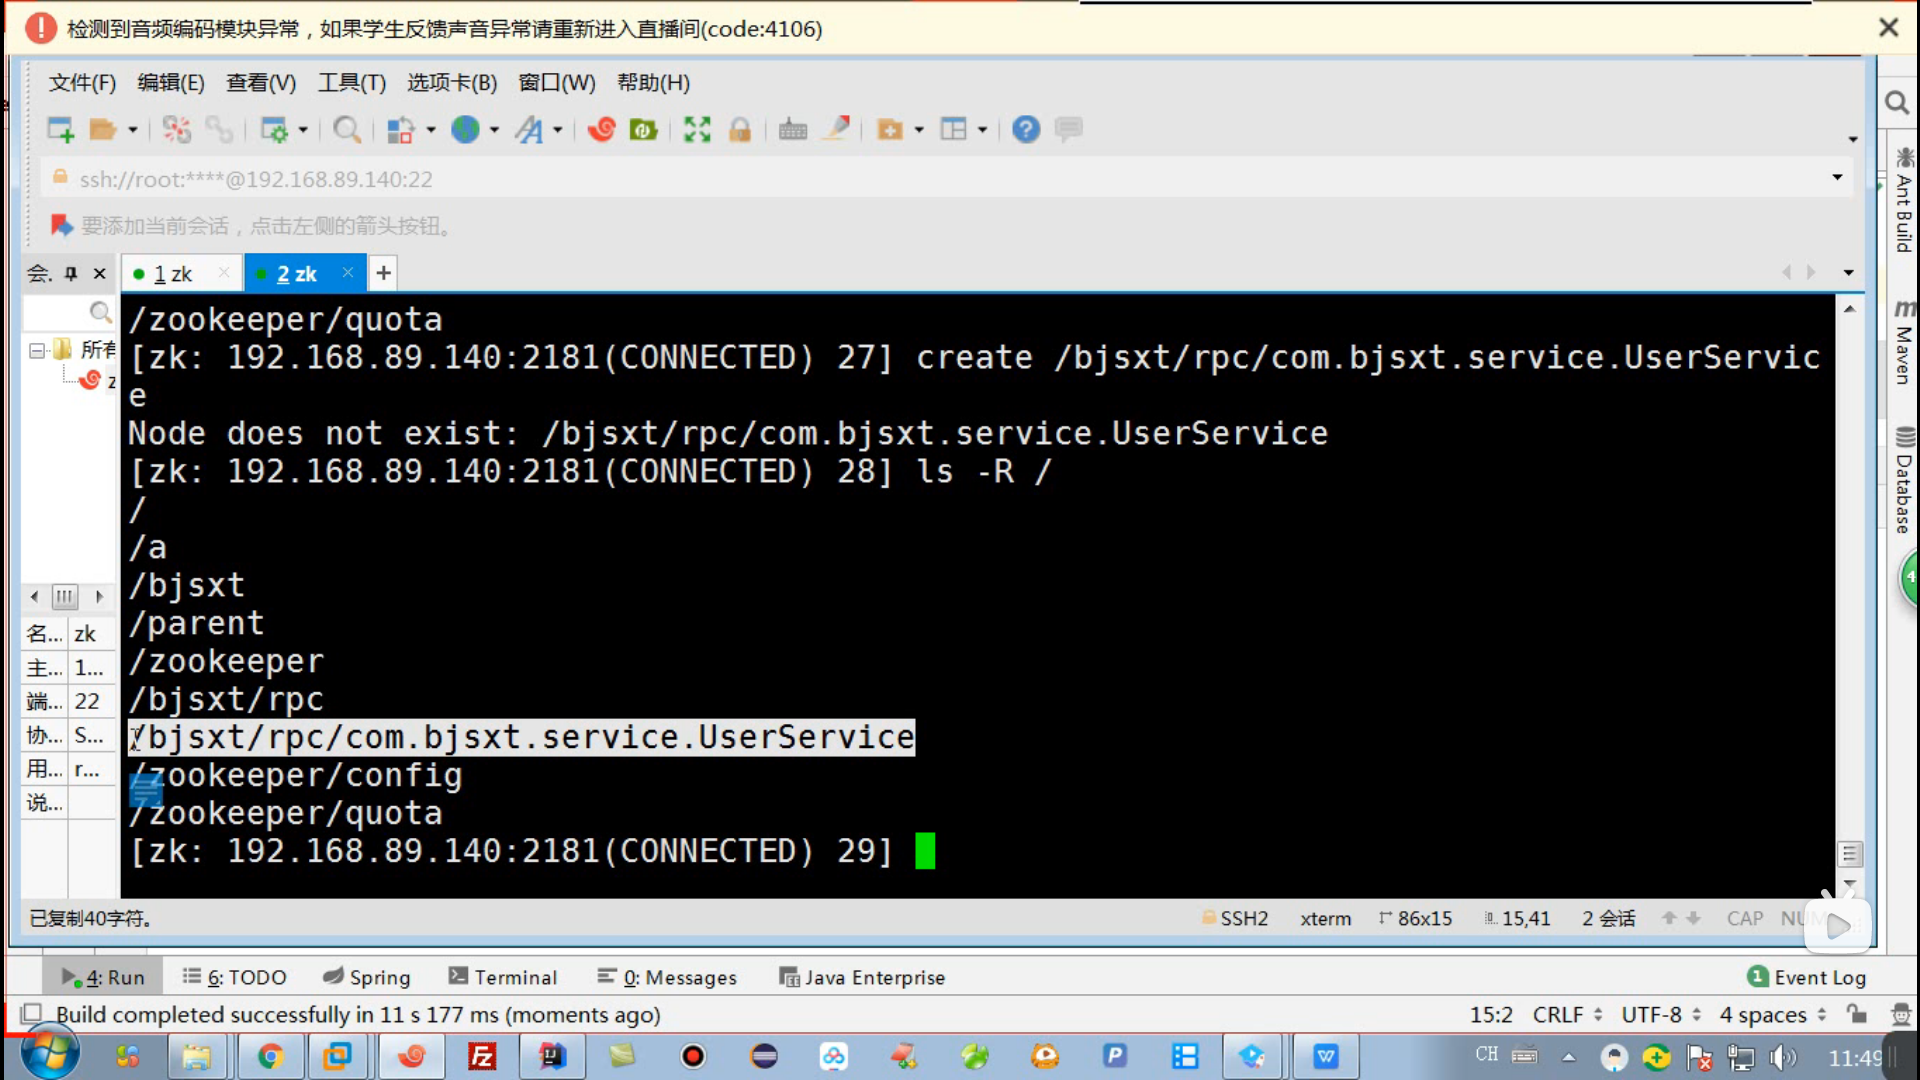 检测到音频编码模块异常，如果学生反馈声音异常请重新进入直播间(code:4106)
文件(F) 编辑(E) 查看(V) 工具(T) 选项卡(B) 窗口(W) 帮助(H)
ssh://root:****@192.168.89.140:22
要添加当前会话，点击左侧的箭头按钮。
会.
1 zk
2 zk
所有
z
/zookeeper/quota
[zk: 192.168.89.140:2181(CONNECTED) 27] create /bjsxt/rpc/com.bjsxt.service.UserServic
e
Node does not exist: /bjsxt/rpc/com.bjsxt.service.UserService
[zk: 192.168.89.140:2181(CONNECTED) 28] ls -R /
/
/a
/bjsxt
/parent
/zookeeper
/bjsxt/rpc
/bjsxt/rpc/com.bjsxt.service.UserService
/zookeeper/config
/zookeeper/quota
[zk: 192.168.89.140:2181(CONNECTED) 29]
名... zk
主... 1...
端... 22
协... S...
用... r...
说...
Ant Build
Maven
Database
4
已复制40字符。
SSH2 xterm 86x15 15,41 2 会话 CAP NUM
4: Run 6: TODO Spring Terminal 0: Messages Java Enterprise
1 Event Log
Build completed successfully in 11 s 177 ms (moments ago)
15:2 CRLF UTF-8 4 spaces
CH
11:49